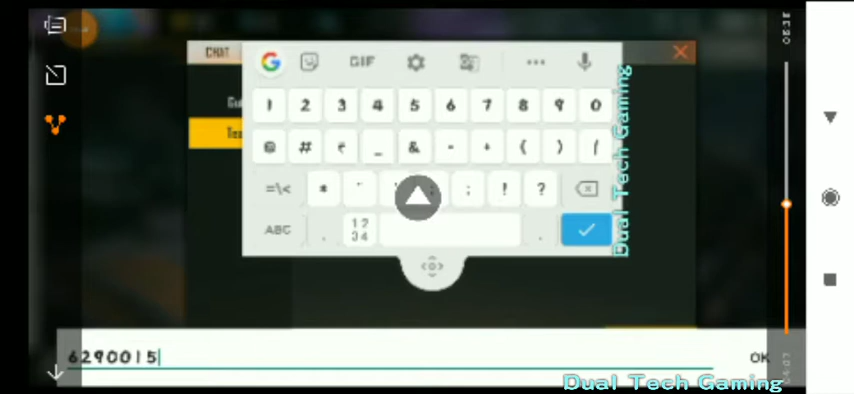 CHAT
GIF
1 2 3 4 5 6 7 8 9 0
@ # ₹ _ & - + ( ) /
=\< * " ' : ; ! ?
ABC , 12 34 .
6290015
OK
Dual Tech Gaming
Dual Tech Gaming